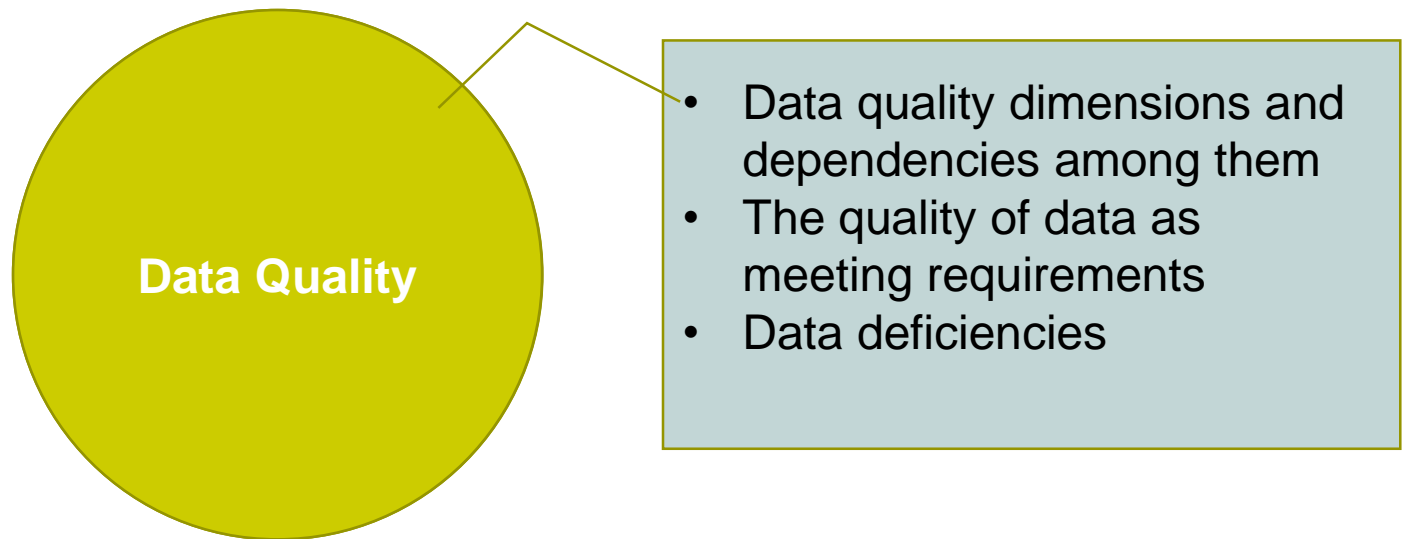 Data Quality
• Data quality dimensions and
dependencies among them
• The quality of data as
meeting requirements
• Data deficiencies